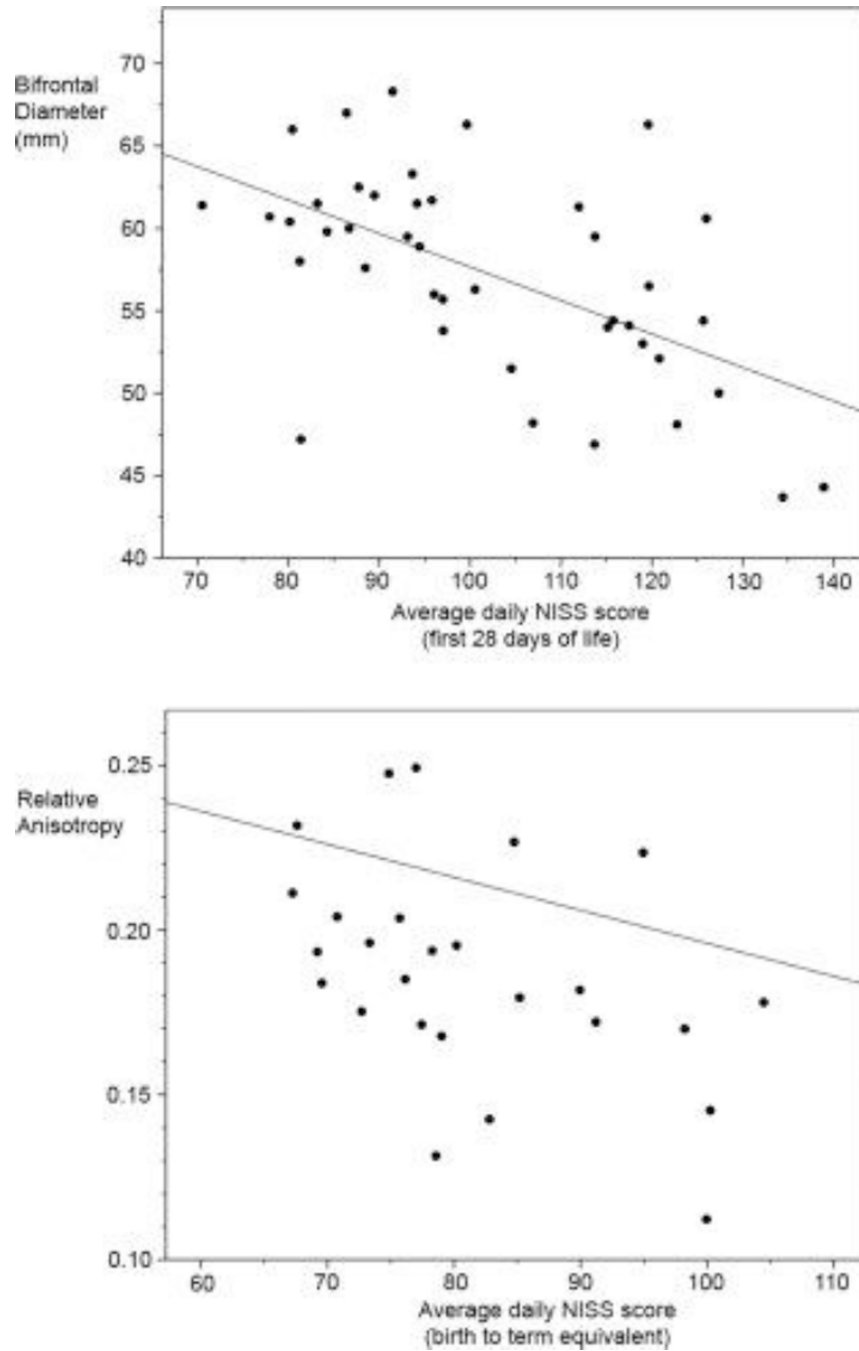 Bifrontal
Diameter
(mm)
70
65
60
55
50
45
40
70 80 90 100 110 120 130 140
Average daily NISS score
(first 28 days of life)
Relative
Anisotropy
0.25
0.20
0.15
0.10
60 70 80 90 100 110
Average daily NISS score
(birth to term equivalent)